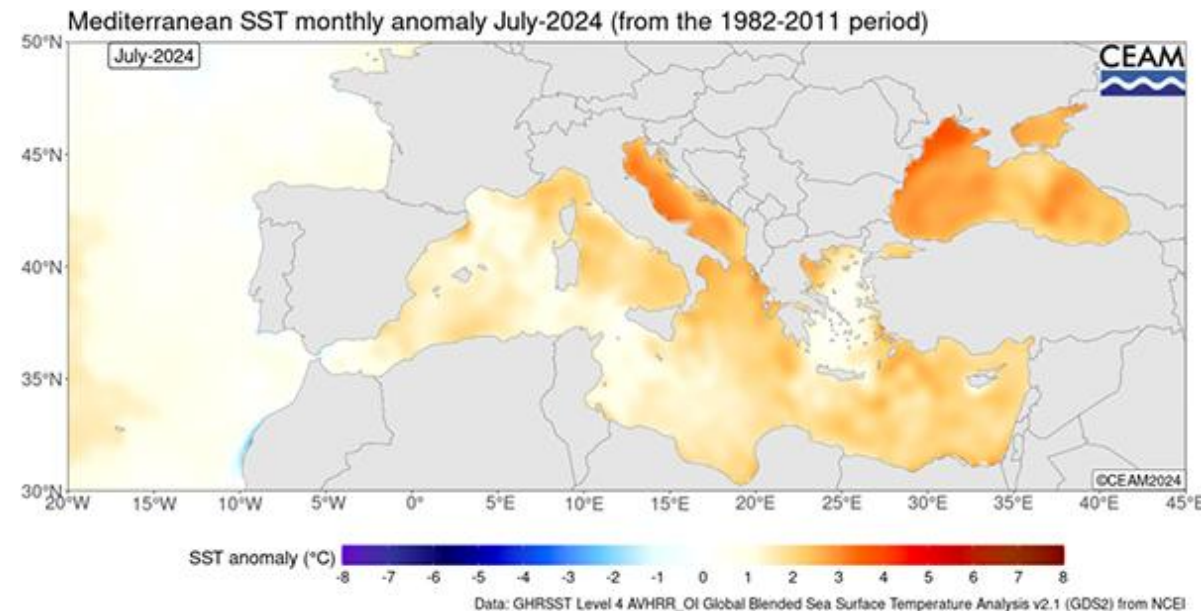 Mediterranean SST monthly anomaly July-2024 (from the 1982-2011 period)
50°N
July-2024
CEAM
45°N
40°N
35°N
©CEAM2024
30°N
20°W 15°W 10°W 5°W 0° 5°E 10°E 15°E 20°E 25°E 30°E 35°E 40°E 45°E
SST anomaly (°C)
-8 -7 -6 -5 -4 -3 -2 -1 0 1 2 3 4 5 6 7 8
Data: GHRSST Level 4 AVHRR_OI Global Blended Sea Surface Temperature Analysis v2.1 (GDS2) from NCEI